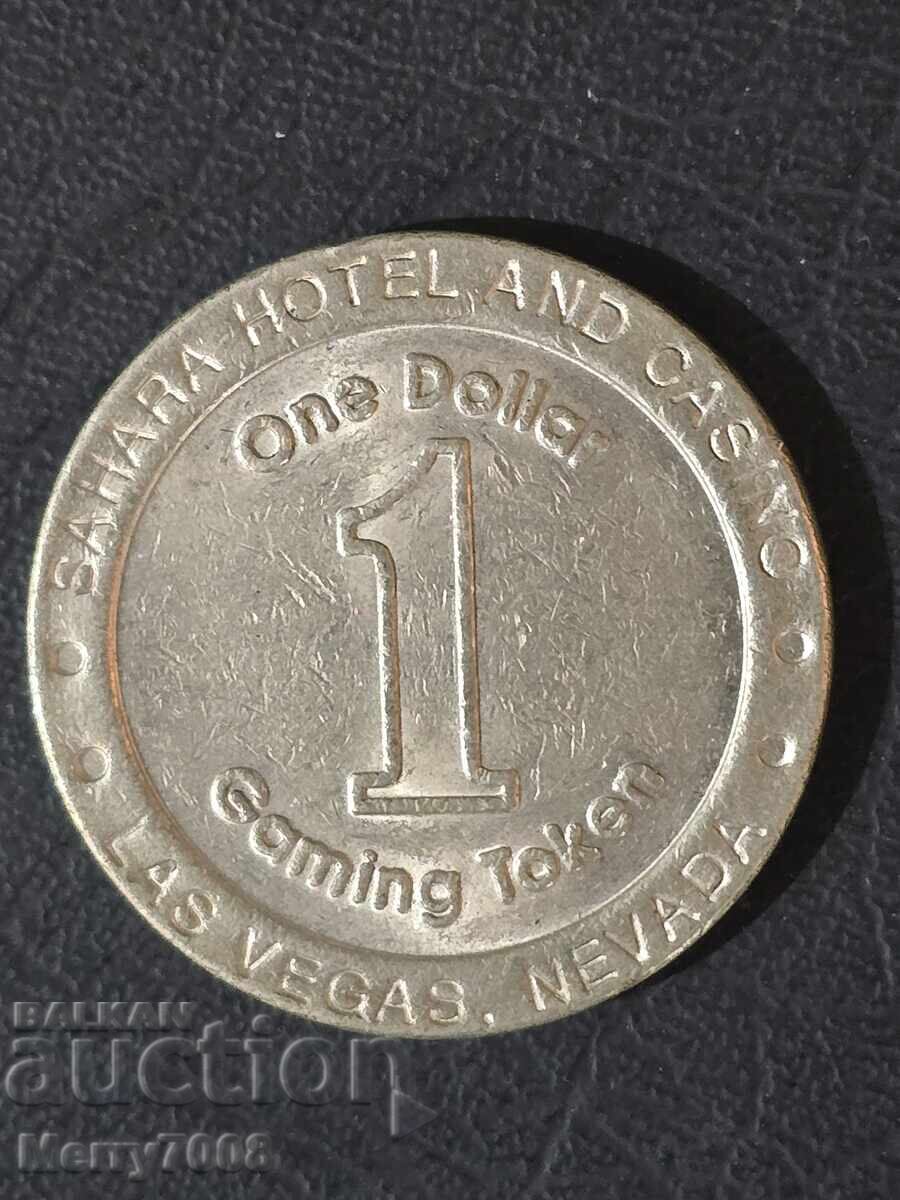 SAHARA HOTEL AND CASINO
One Dollar
1
Gaming Token
LAS VEGAS, NEVADA
BALKAN
auction
Merry7008